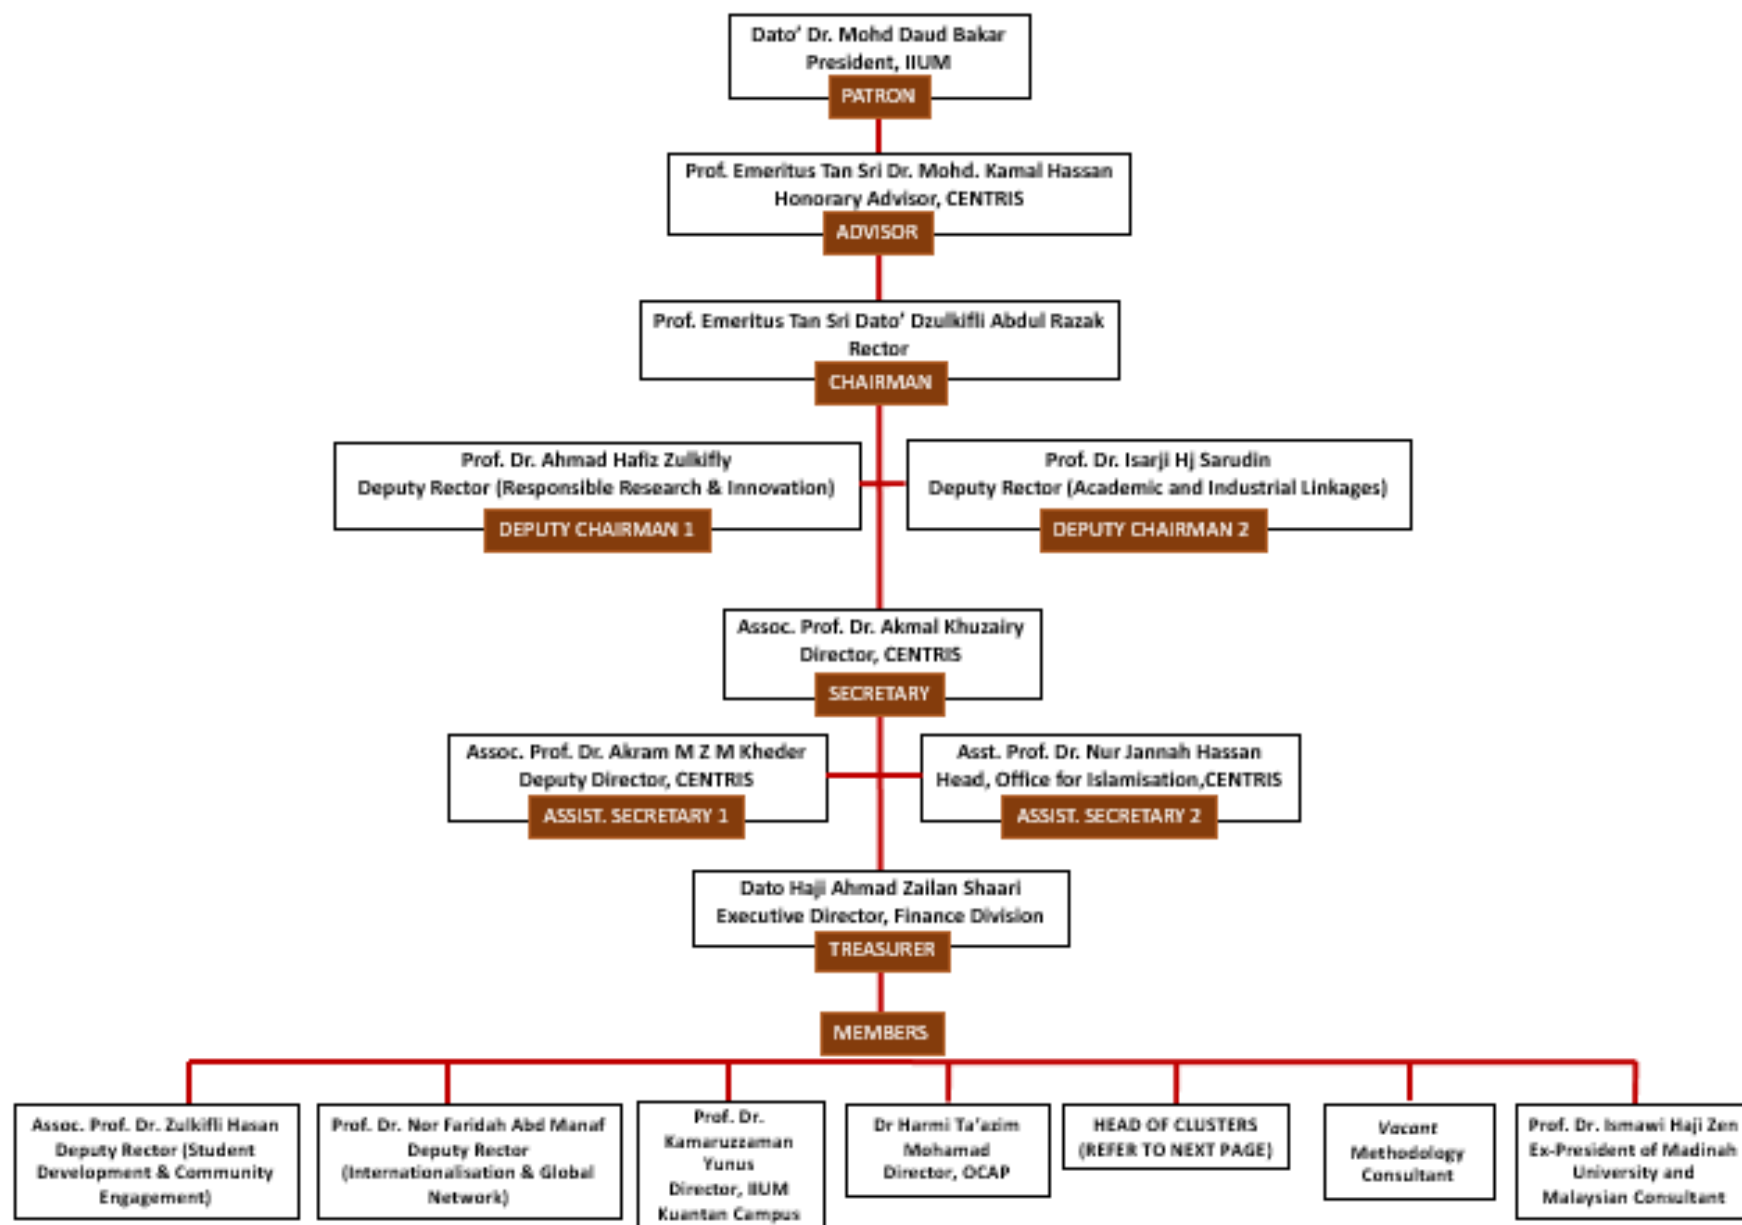 Dato' Dr. Mohd Daud Bakar
President, IIUM
PATRON
Prof. Emeritus Tan Sri Dr. Mohd. Kamal Hassan
Honorary Advisor, CENTRIS
ADVISOR
Prof. Emeritus Tan Sri Dato' Dzulkifli Abdul Razak
Rector
CHAIRMAN
Prof. Dr. Ahmad Hafiz Zulkifly
Deputy Rector (Responsible Research & Innovation)
DEPUTY CHAIRMAN 1
Prof. Dr. Isarji Hj Sarudin
Deputy Rector (Academic and Industrial Linkages)
DEPUTY CHAIRMAN 2
Assoc. Prof. Dr. Akmal Khuzairy
Director, CENTRIS
SECRETARY
Assoc. Prof. Dr. Akram M Z M Kheder
Deputy Director, CENTRIS
ASSIST. SECRETARY 1
Asst. Prof. Dr. Nur Jannah Hassan
Head, Office for Islamisation,CENTRIS
ASSIST. SECRETARY 2
Dato Haji Ahmad Zailan Shaari
Executive Director, Finance Division
TREASURER
MEMBERS
Assoc. Prof. Dr. Zulkifli Hasan
Deputy Rector (Student
Development & Community
Engagement)
Prof. Dr. Nor Faridah Abd Manaf
Deputy Rector
(Internationalisation & Global
Network)
Prof. Dr.
Kamaruzzaman
Yunus
Director, IIUM
Kuantan Campus
Dr Harmi Ta'azim
Mohamad
Director, OCAP
HEAD OF CLUSTERS
(REFER TO NEXT PAGE)
Vacant
Methodology
Consultant
Prof. Dr. Ismawi Haji Zen
Ex-President of Madinah
University and
Malaysian Consultant